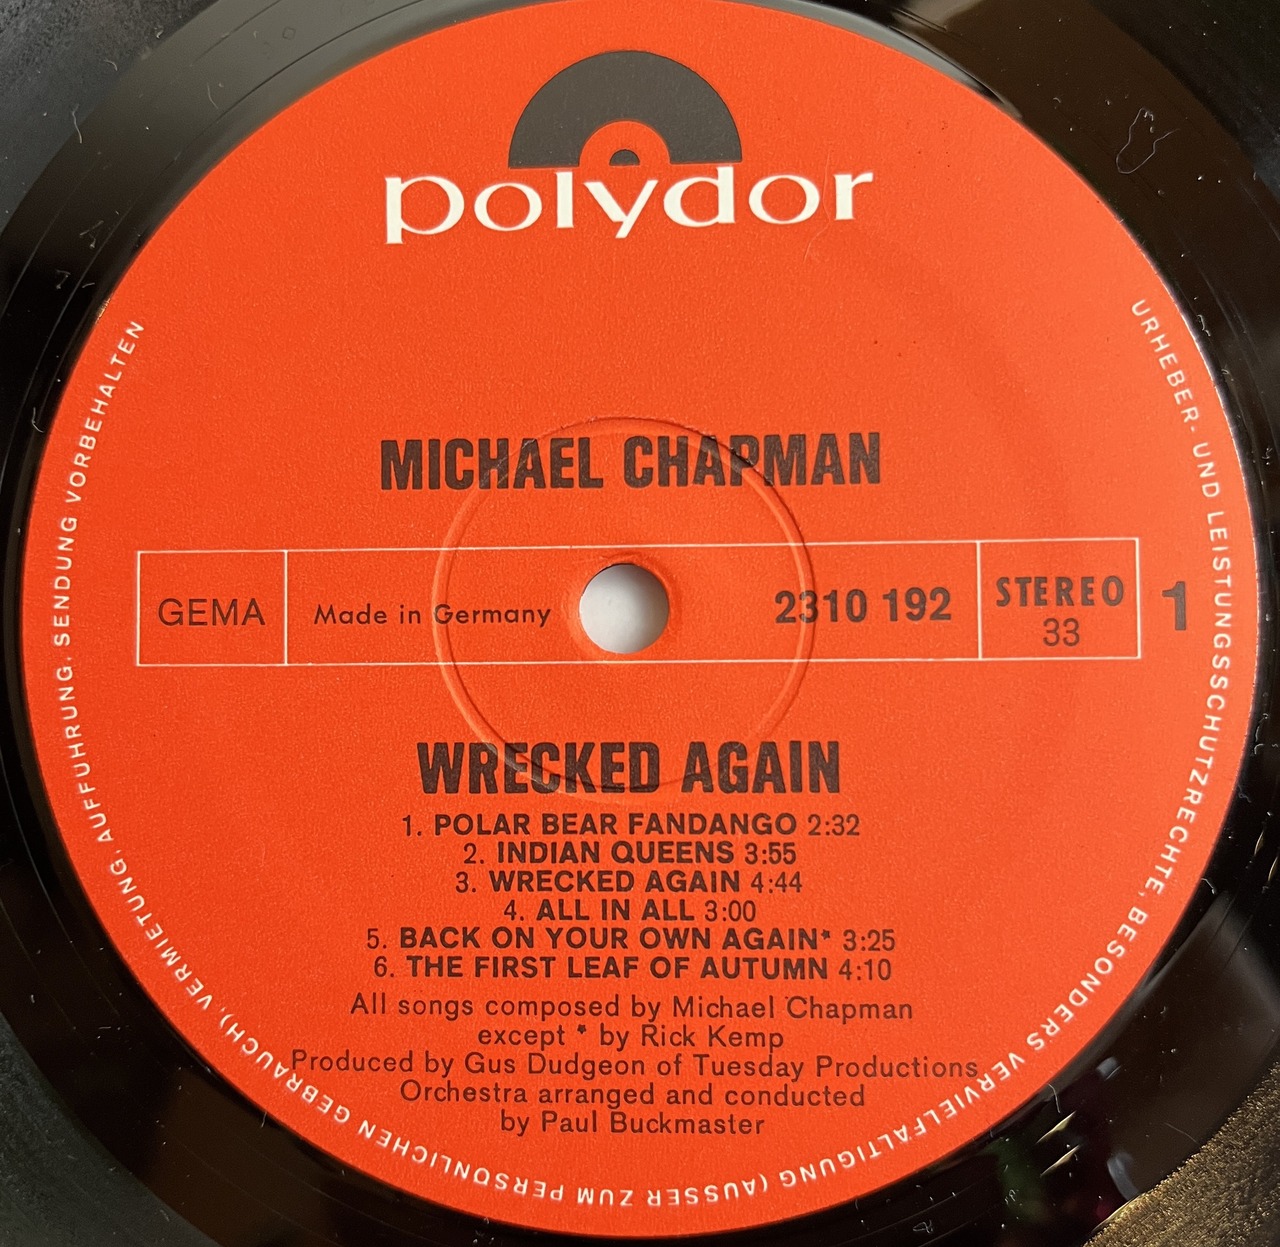 polydor
MICHAEL CHAPMAN
GEMA
Made in Germany
2310 192
STEREO
33
1
WRECKED AGAIN
1. POLAR BEAR FANDANGO 2:32
2. INDIAN QUEENS 3:55
3. WRECKED AGAIN 4:44
4. ALL IN ALL 3:00
5. BACK ON YOUR OWN AGAIN* 3:25
6. THE FIRST LEAF OF AUTUMN 4:10
All songs composed by Michael Chapman
except * by Rick Kemp
Produced by Gus Dudgeon of Tuesday Productions
Orchestra arranged and conducted
by Paul Buckmaster
URHEBER- UND LEISTUNGSSCHUTZRECHTE, BESONDERS VERVIELFÄLTIGUNG (AUSSER ZUM PERSÖNLICHEN GEBRAUCH), VERMIETUNG, AUFFÜHRUNG, SENDUNG VORBEHALTEN